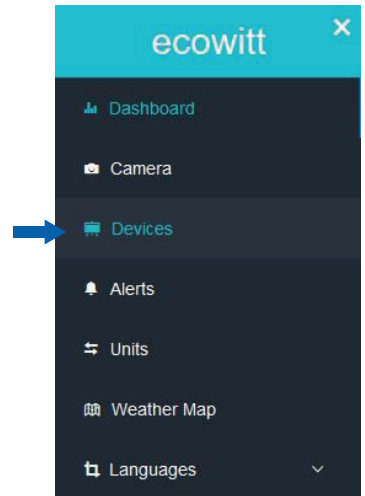 ecowitt
Dashboard
Camera
Devices
Alerts
Units
Weather Map
Languages